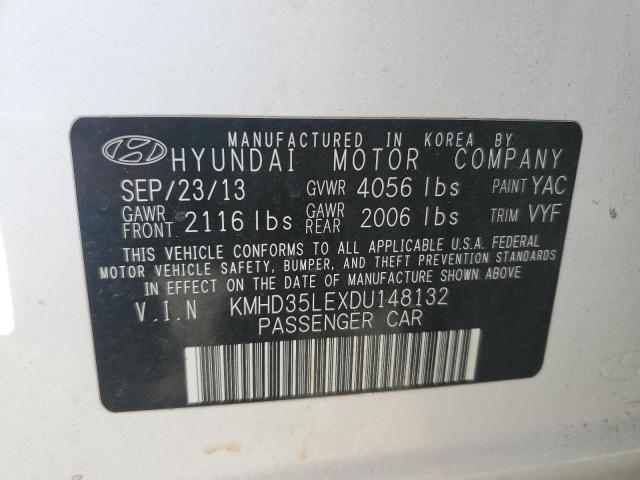 MANUFACTURED IN KOREA BY
HYUNDAI MOTOR COMPANY
SEP/23/13 GVWR 4056 lbs PAINT YAC
GAWR FRONT 2116 lbs GAWR REAR 2006 lbs TRIM VYF
THIS VEHICLE CONFORMS TO ALL APPLICABLE U.S.A. FEDERAL
MOTOR VEHICLE SAFETY, BUMPER, AND THEFT PREVENTION STANDARDS
IN EFFECT ON THE DATE OF MANUFACTURE SHOWN ABOVE
V.I.N KMHD35LEXDU148132
PASSENGER CAR